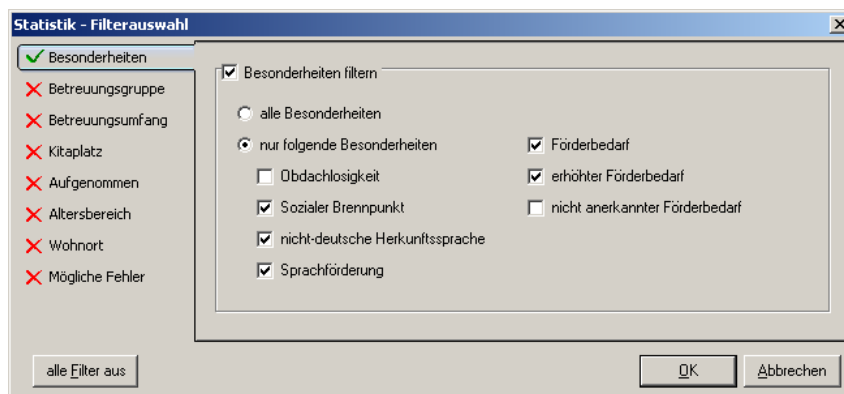 Statistik - Filterauswahl
Besonderheiten
Betreuungsgruppe
Betreuungsumfang
Kitaplatz
Aufgenommen
Altersbereich
Wohnort
Mögliche Fehler
Besonderheiten filtern
alle Besonderheiten
nur folgende Besonderheiten
Obdachlosigkeit
Sozialer Brennpunkt
nicht-deutsche Herkunftssprache
Sprachförderung
Förderbedarf
erhöhter Förderbedarf
nicht anerkannter Förderbedarf
alle Filter aus
OK
Abbrechen